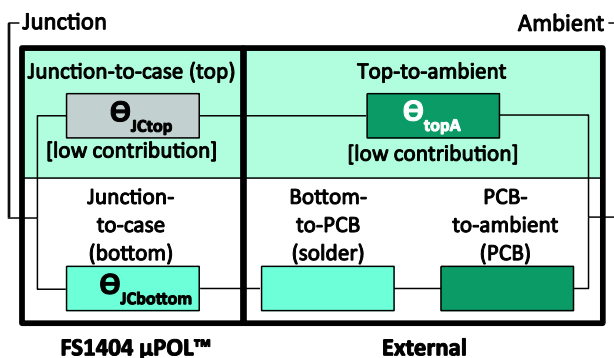 Junction
Ambient
Junction-to-case (top)
Top-to-ambient
ΘJCtop
ΘtopA
[low contribution]
[low contribution]
Junction-
to-case
(bottom)
Bottom-
to-PCB
(solder)
PCB-
to-ambient
(PCB)
ΘJCbottom
FS1404 µPOL™
External